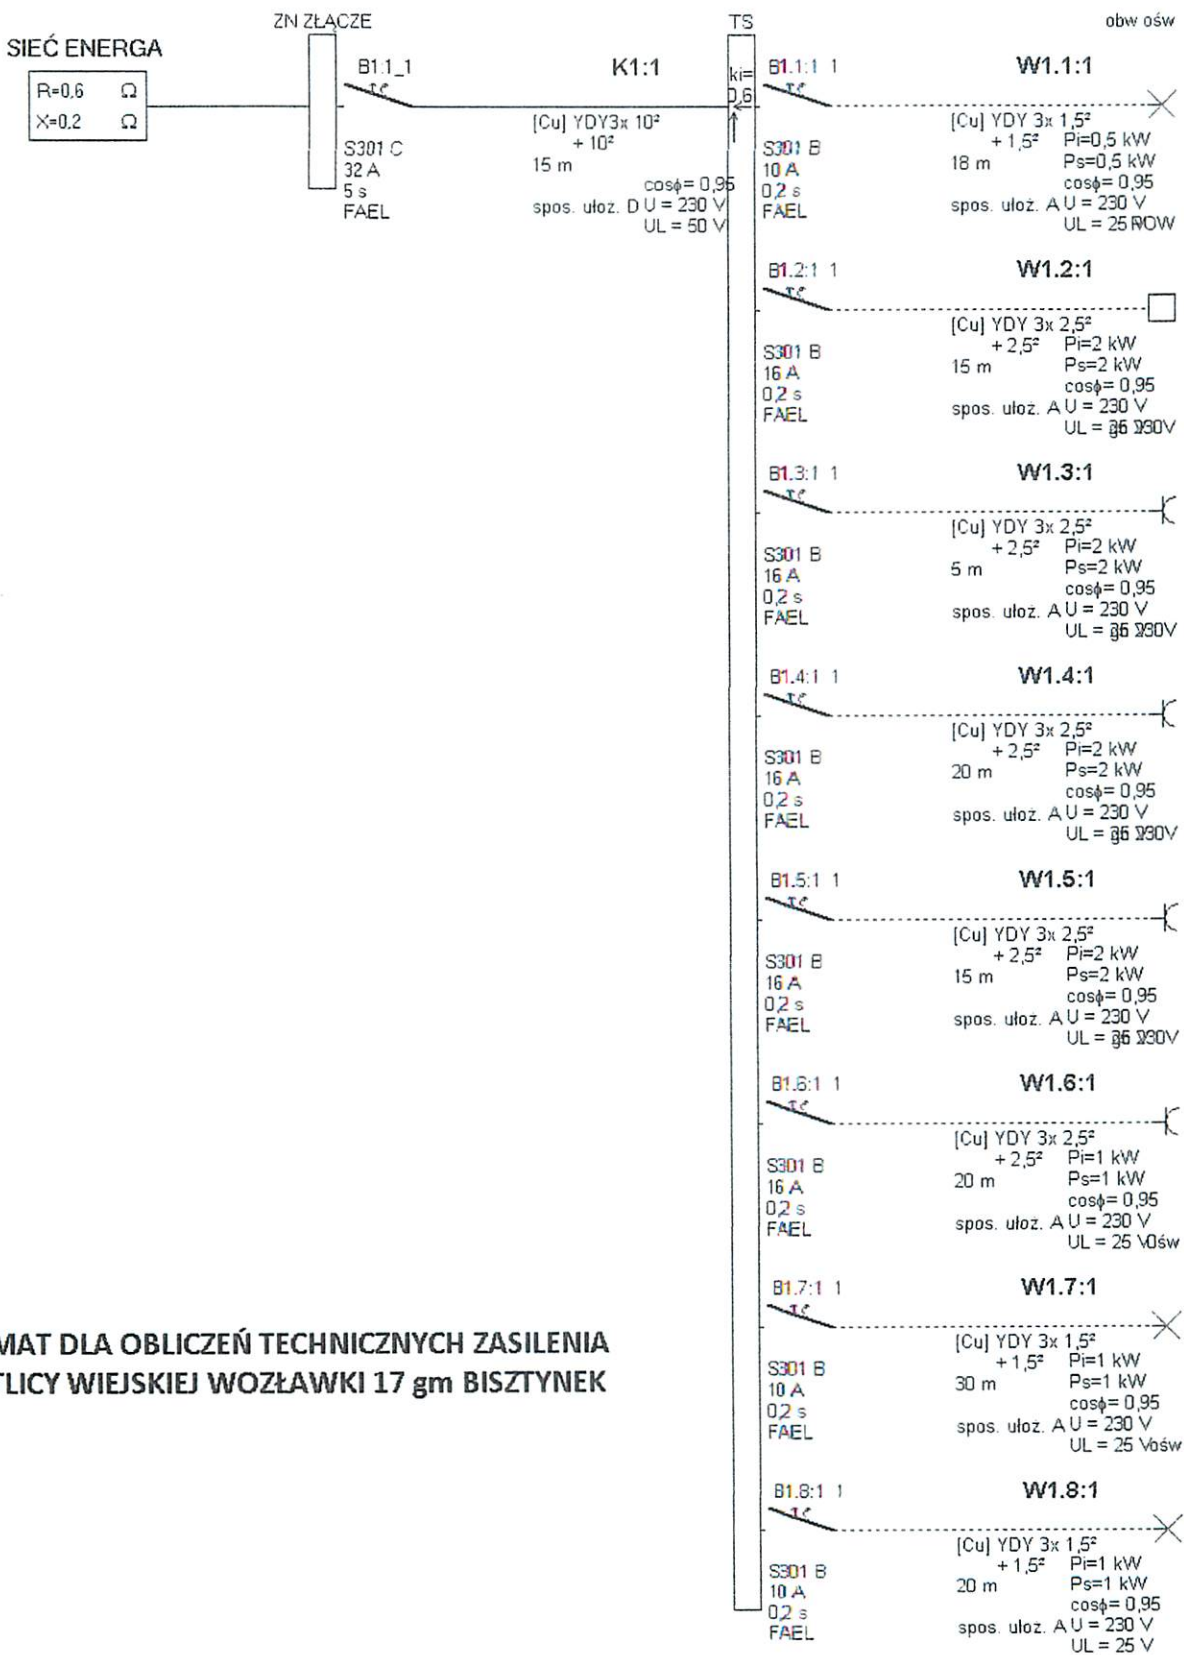 ZN ZŁĄCZE
TS
obw ośw
SIEĆ ENERGA
R=0,6 Ω
X=0,2 Ω
B1:1_1
K1:1
ki=
0,6
S301 C
32 A
5 s
FAEL
[Cu] YDY3x 10²
+ 10²
15 m
cosϕ= 0,95
spos. ułoż. D U = 230 V
UL = 50 V
B1.1:1 1
W1.1:1
S301 B
10 A
0,2 s
FAEL
[Cu] YDY 3x 1,5²
+ 1,5² Pi=0,5 kW
18 m Ps=0,5 kW
cosϕ= 0,95
spos. ułoż. A U = 230 V
UL = 25
B1.2:1 1
W1.2:1
S301 B
16 A
0,2 s
FAEL
[Cu] YDY 3x 2,5²
+ 2,5² Pi=2 kW
15 m Ps=2 kW
cosϕ= 0,95
spos. ułoż. A U = 230 V
UL =
B1.3:1 1
W1.3:1
S301 B
16 A
0,2 s
FAEL
[Cu] YDY 3x 2,5²
+ 2,5² Pi=2 kW
5 m Ps=2 kW
cosϕ= 0,95
spos. ułoż. A U = 230 V
UL =
B1.4:1 1
W1.4:1
S301 B
16 A
0,2 s
FAEL
[Cu] YDY 3x 2,5²
+ 2,5² Pi=2 kW
20 m Ps=2 kW
cosϕ= 0,95
spos. ułoż. A U = 230 V
UL =
B1.5:1 1
W1.5:1
S301 B
16 A
0,2 s
FAEL
[Cu] YDY 3x 2,5²
+ 2,5² Pi=2 kW
15 m Ps=2 kW
cosϕ= 0,95
spos. ułoż. A U = 230 V
UL =
B1.6:1 1
W1.6:1
S301 B
16 A
0,2 s
FAEL
[Cu] YDY 3x 2,5²
+ 2,5² Pi=1 kW
20 m Ps=1 kW
cosϕ= 0,95
spos. ułoż. A U = 230 V
UL = 25
B1.7:1 1
W1.7:1
S301 B
10 A
0,2 s
FAEL
[Cu] YDY 3x 1,5²
+ 1,5² Pi=1 kW
30 m Ps=1 kW
cosϕ= 0,95
spos. ułoż. A U = 230 V
UL = 25
B1.8:1 1
W1.8:1
S301 B
10 A
0,2 s
FAEL
[Cu] YDY 3x 1,5²
+ 1,5² Pi=1 kW
20 m Ps=1 kW
cosϕ= 0,95
spos. ułoż. A U = 230 V
UL = 25 V
MAT DLA OBLICZEŃ TECHNICZNYCH ZASILENIA
TLICY WIEJSKIEJ WOZŁAWKI 17 gm BISZTYNEK